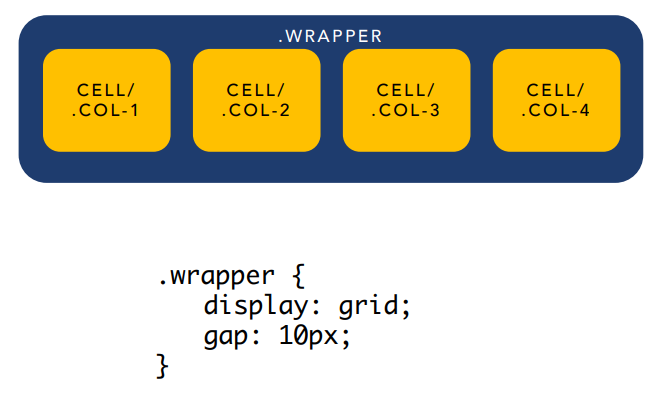 .WRAPPER
CELL/
.COL-1
CELL/
.COL-2
CELL/
.COL-3
CELL/
.COL-4
.wrapper {
display: grid;
gap: 10px;
}